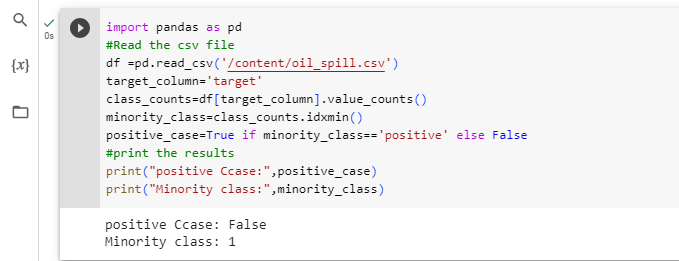 {x}
0s
import pandas as pd
#Read the csv file
df =pd.read_csv('/content/oil_spill.csv')
target_column='target'
class_counts=df[target_column].value_counts()
minority_class=class_counts.idxmin()
positive_case=True if minority_class=='positive' else False
#print the results
print("positive Ccase:",positive_case)
print("Minority class:",minority_class)
positive Ccase: False
Minority class: 1